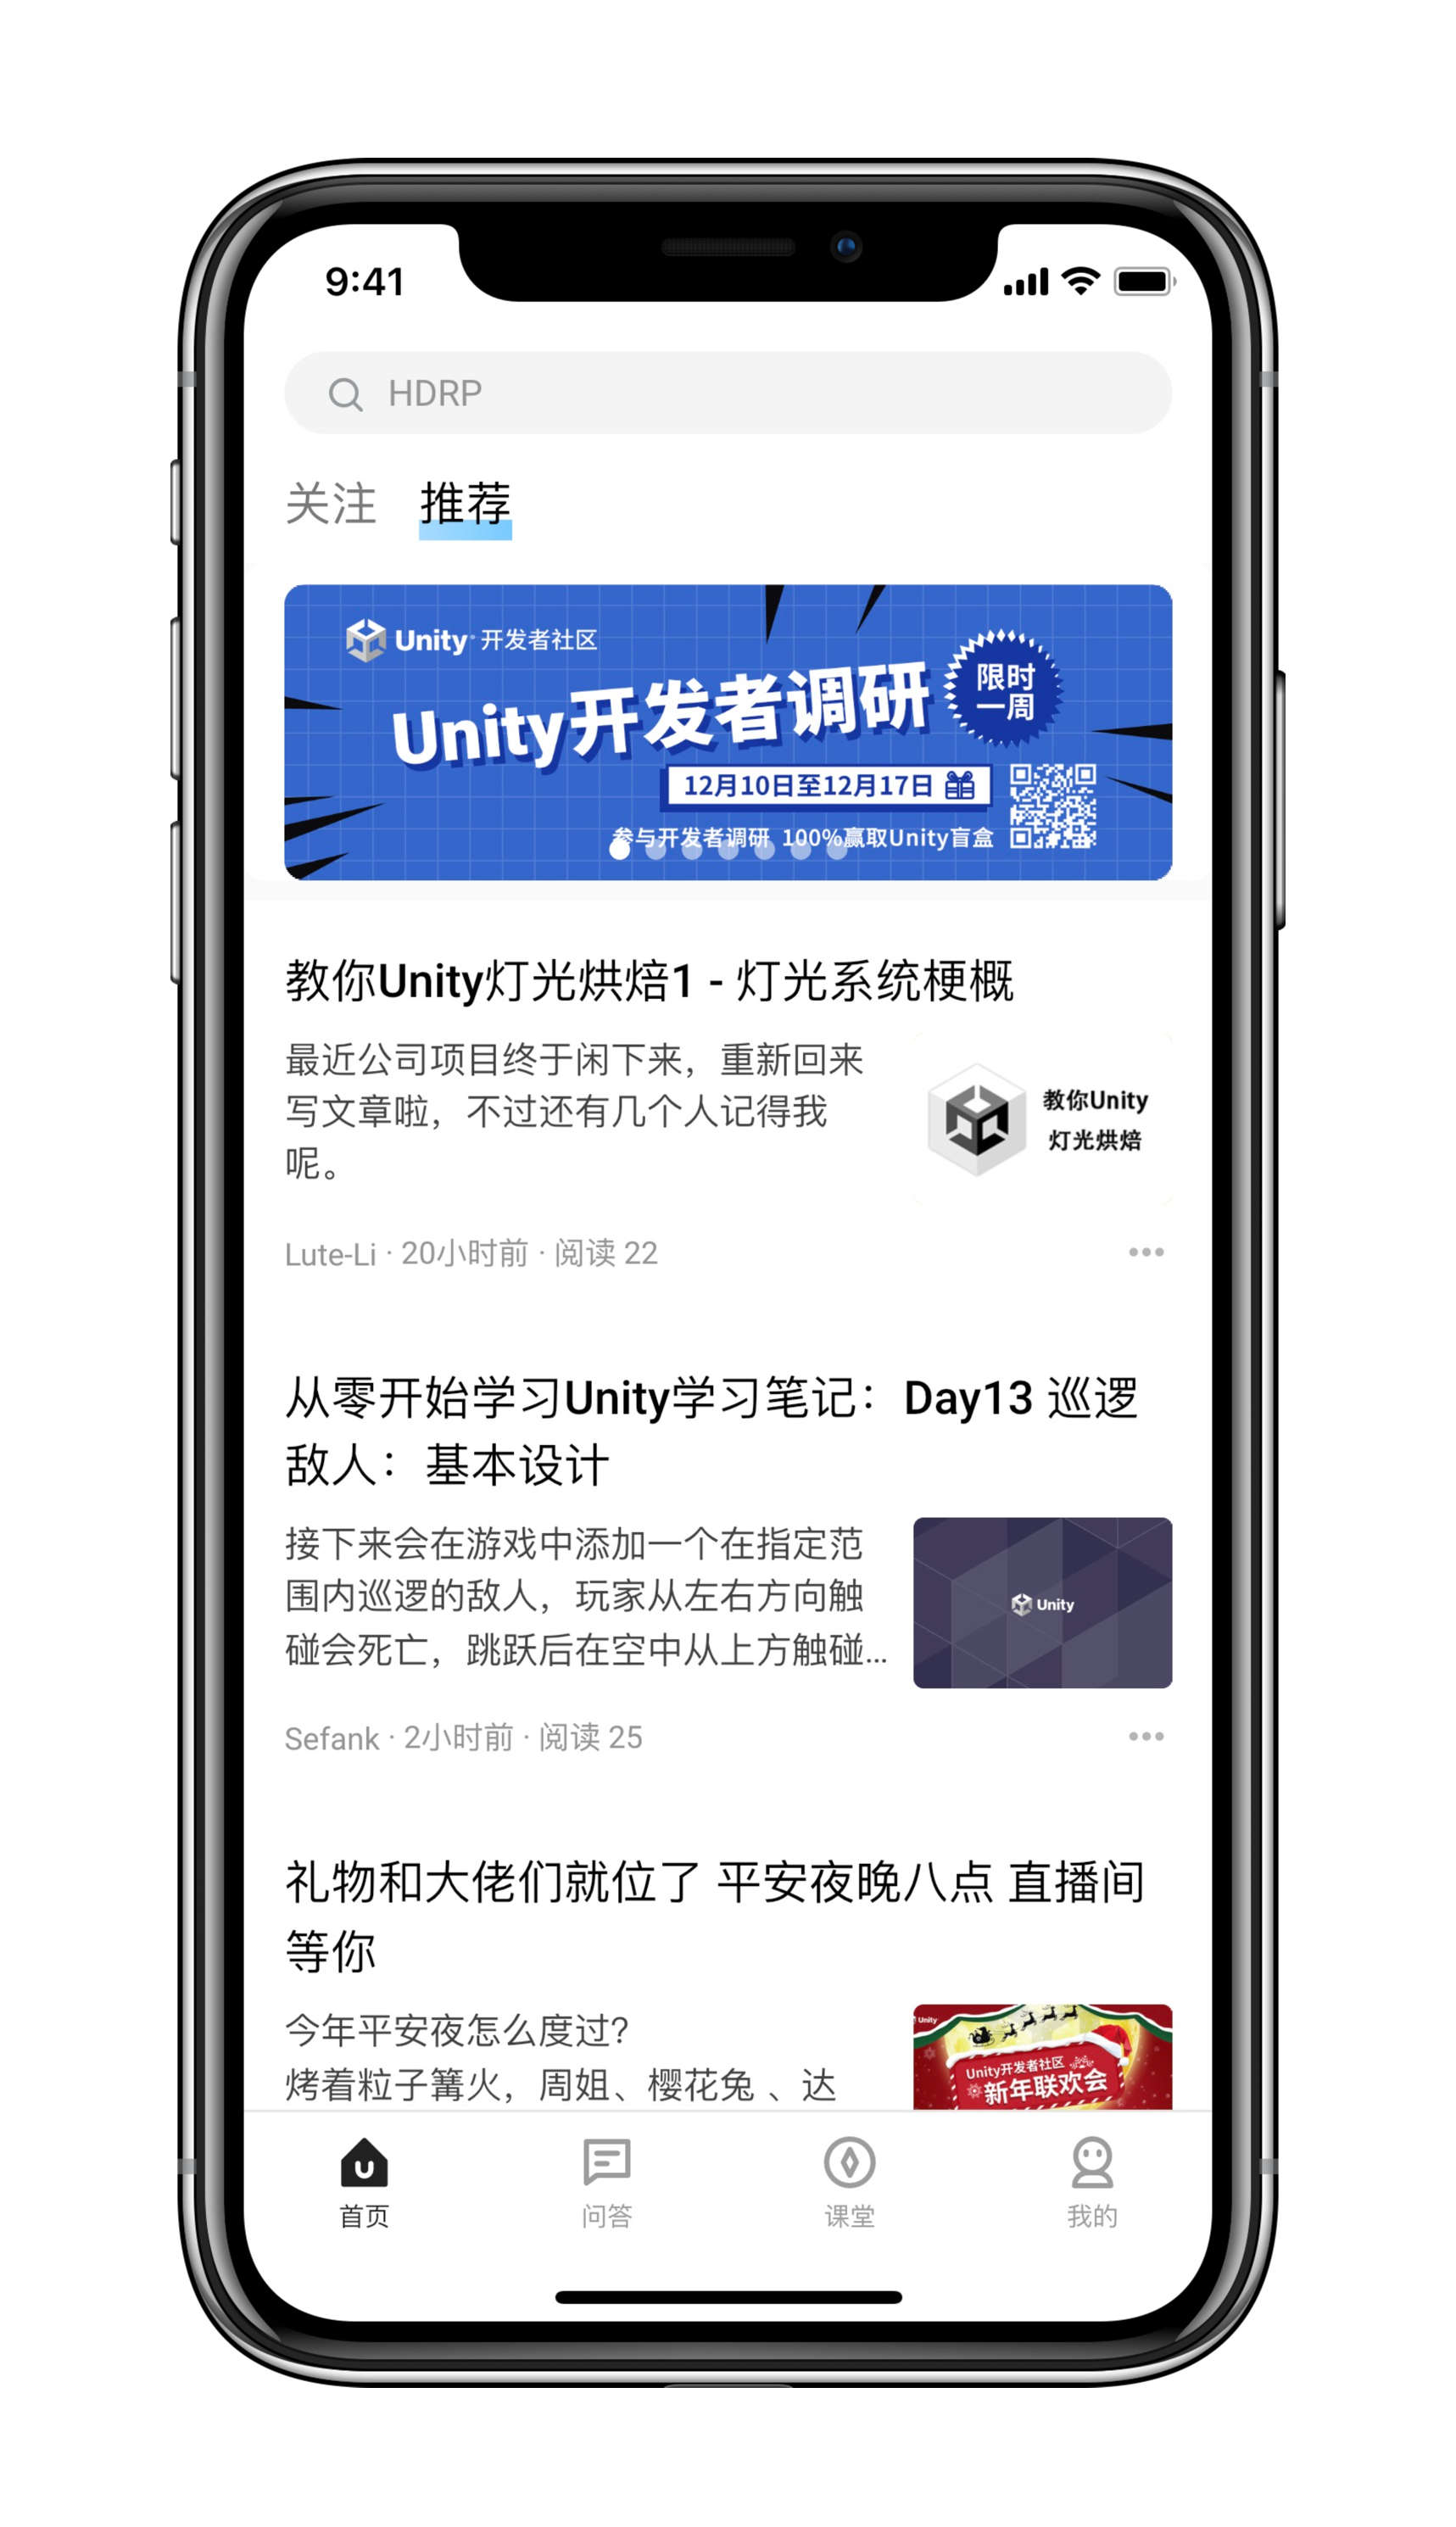 9:41
HDRP
关注 推荐
Unity 开发者社区
Unity开发者调研
限时
一周
12月10日至12月17日
参与开发者调研 100%赢取Unity盲盒
教你Unity灯光烘焙1 - 灯光系统梗概
最近公司项目终于闲下来，重新回来
写文章啦，不过还有几个人记得我
呢。
教你Unity
灯光烘焙
Lute-Li · 20小时前 · 阅读 22
从零开始学习Unity学习笔记：Day13 巡逻
敌人：基本设计
接下来会在游戏中添加一个在指定范
围内巡逻的敌人，玩家从左右方向触
碰会死亡，跳跃后在空中从上方触碰...
Unity
Sefank · 2小时前 · 阅读 25
礼物和大佬们就位了 平安夜晚八点 直播间
等你
今年平安夜怎么度过?
烤着粒子篝火，周姐、樱花兔 、达
Unity
Unity开发者社区
新年联欢会
首页 问答 课堂 我的